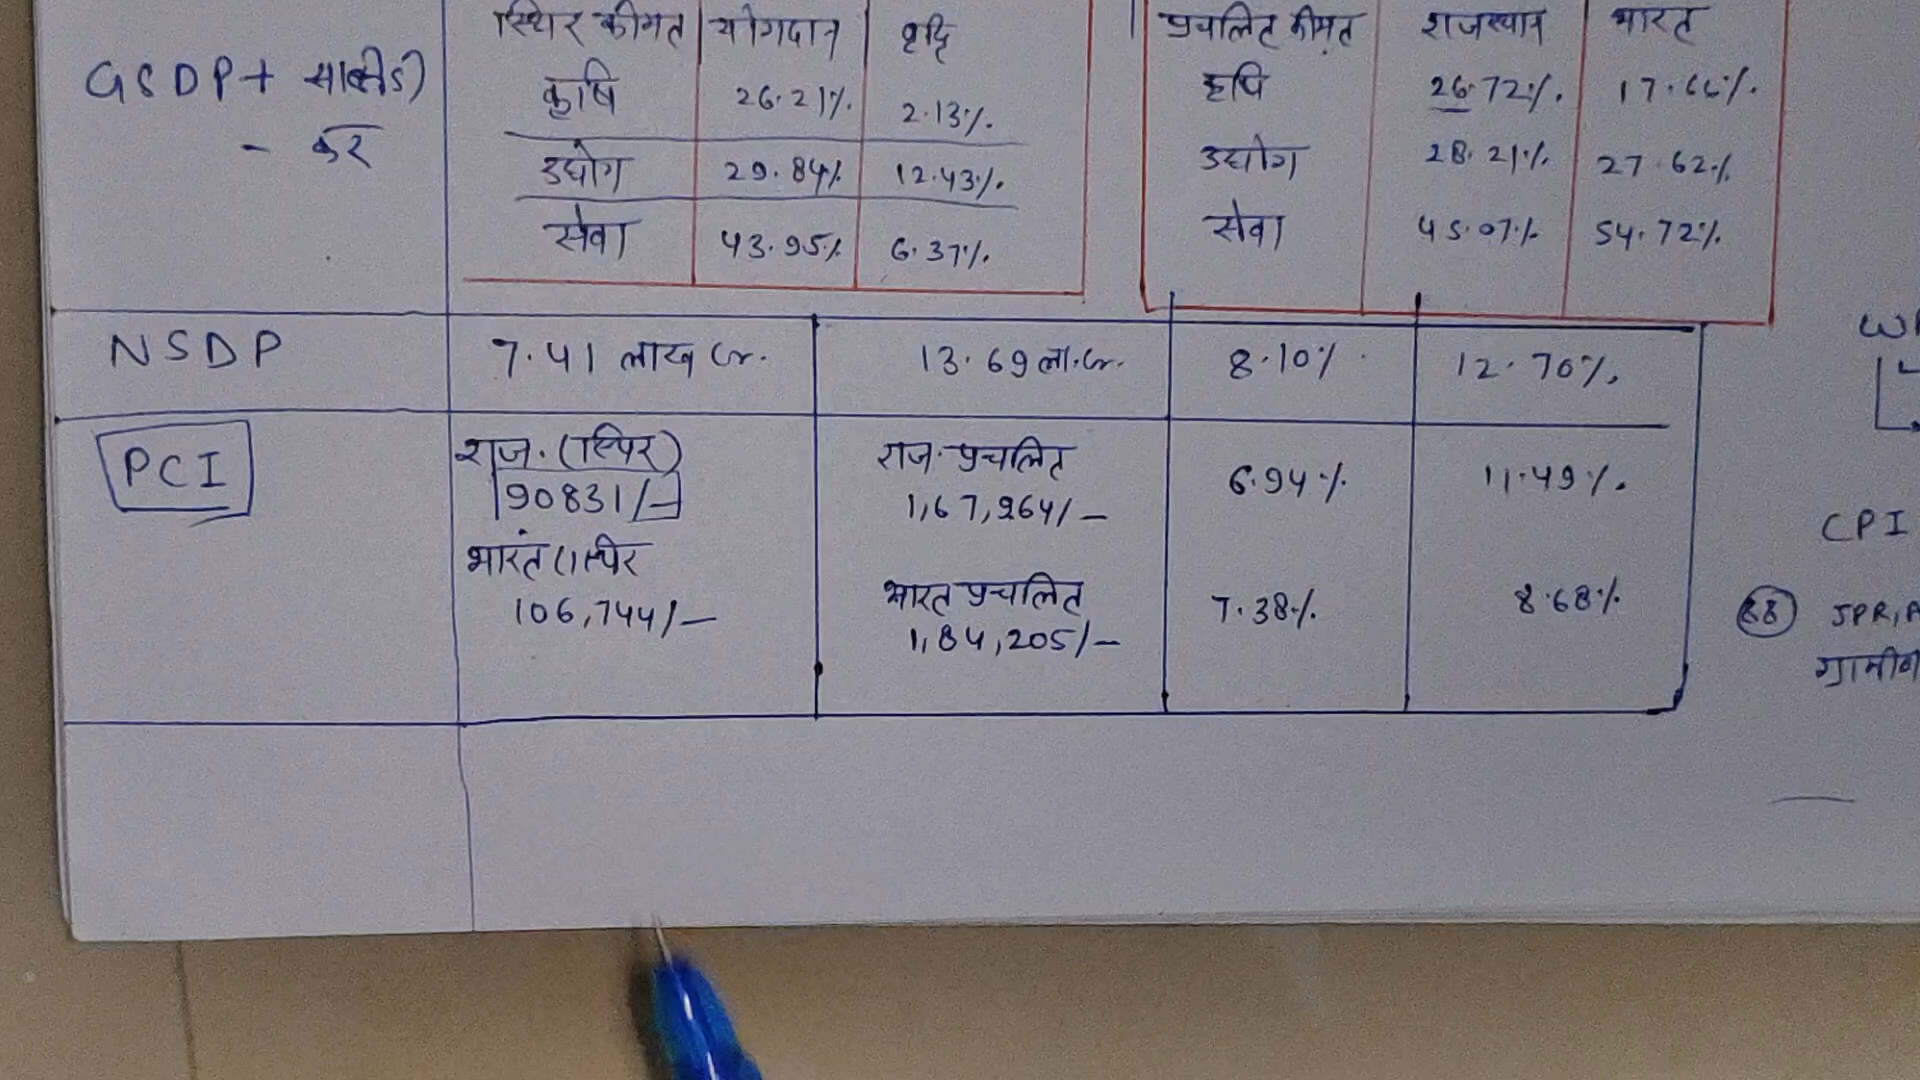 स्थिर कीमत योगदान वृद्धि
प्रचलित कीमत राजस्थान भारत
GSDP + सब्सिडी
- कर
कृषि 26.21% 2.13%
कृषि 26.72% 17.66%
उद्योग 29.84% 12.43%
उद्योग 28.21% 27.62%
सेवा 43.95% 6.37%
सेवा 45.07% 54.72%
NSDP 7.41 लाख Cr. 13.69 ला.Cr. 8.10% 12.70%
PCI
राज. (स्थिर) राज. प्रचलित
90831/- 1,67,964/- 6.94% 11.49%
भारत (स्थिर भारत प्रचलित
106,744/- 1,84,205/- 7.38% 8.68%
CPI
JPR,